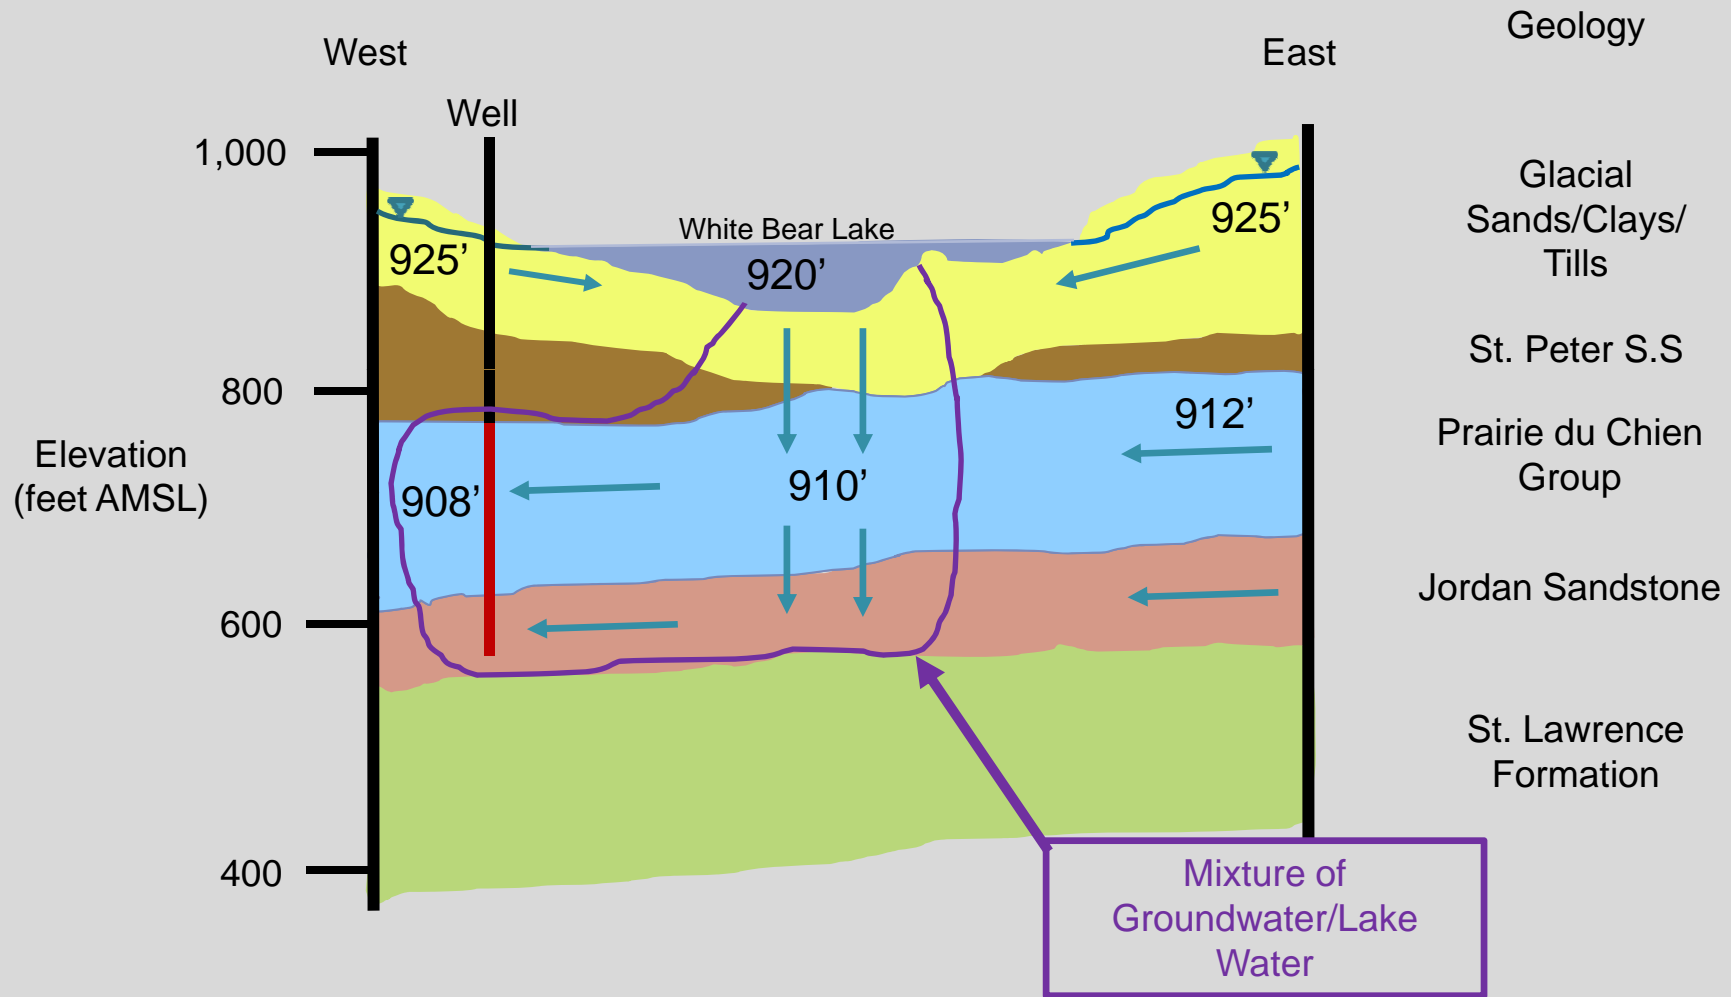 Geology
West
East
Well
1,000
Glacial
Sands/Clays/
Tills
925’
White Bear Lake
925’
920’
St. Peter S.S
800
912’
Prairie du Chien
Group
Elevation
(feet AMSL)
908’
910’
Jordan Sandstone
600
St. Lawrence
Formation
400
Mixture of
Groundwater/Lake
Water